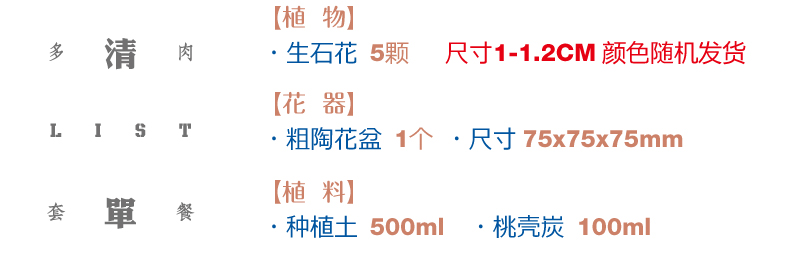 多 清 肉
LIST
套 單 餐
【植 物】
·生石花 5颗 尺寸1-1.2CM 颜色随机发货
【花 器】
·粗陶花盆 1个 ·尺寸 75x75x75mm
【植 料】
·种植土 500ml ·桃壳炭 100ml